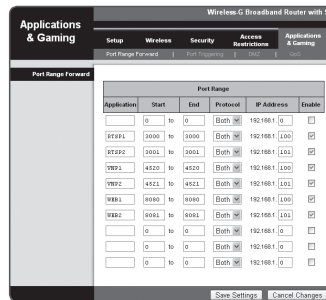 Wireless-G Broadband Router with S
Applications
& Gaming
Setup Wireless Security Access Restrictions Applications & Gaming
Port Range Forward | Port Triggering | DMZ | QoS
Port Range Forward
Port Range
Application Start End Protocol IP Address Enable
0 to 0 Both 192.168.1. 0
RTSP1 3000 to 3000 Both 192.168.1. 100
RTSP2 3001 to 3001 Both 192.168.1. 101
VNP1 4520 to 4520 Both 192.168.1. 100
VNP2 4521 to 4521 Both 192.168.1. 101
WEB1 8080 to 8080 Both 192.168.1. 100
WEB2 8081 to 8081 Both 192.168.1. 101
0 to 0 Both 192.168.1. 0
0 to 0 Both 192.168.1. 0
0 to 0 Both 192.168.1. 0
Save Settings Cancel Changes